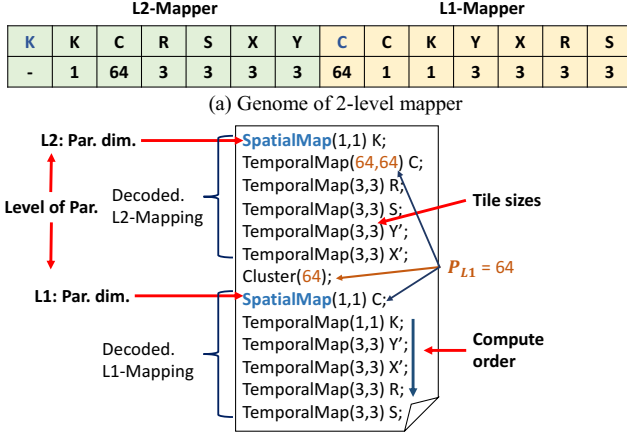 L2-Mapper L1-Mapper
K K C R S X Y C C K Y X R S
- 1 64 3 3 3 3 64 1 1 3 3 3 3
(a) Genome of 2-level mapper
L2: Par. dim.
Level of Par.
L1: Par. dim.
Decoded.
L2-Mapping
Decoded.
L1-Mapping
SpatialMap(1,1) K;
TemporalMap(64,64) C;
TemporalMap(3,3) R;
TemporalMap(3,3) S;
TemporalMap(3,3) Y’;
TemporalMap(3,3) X’;
Cluster(64);
SpatialMap(1,1) C;
TemporalMap(1,1) K;
TemporalMap(3,3) Y’;
TemporalMap(3,3) X’;
TemporalMap(3,3) R;
TemporalMap(3,3) S;
Tile sizes
P_L1 = 64
Compute
order